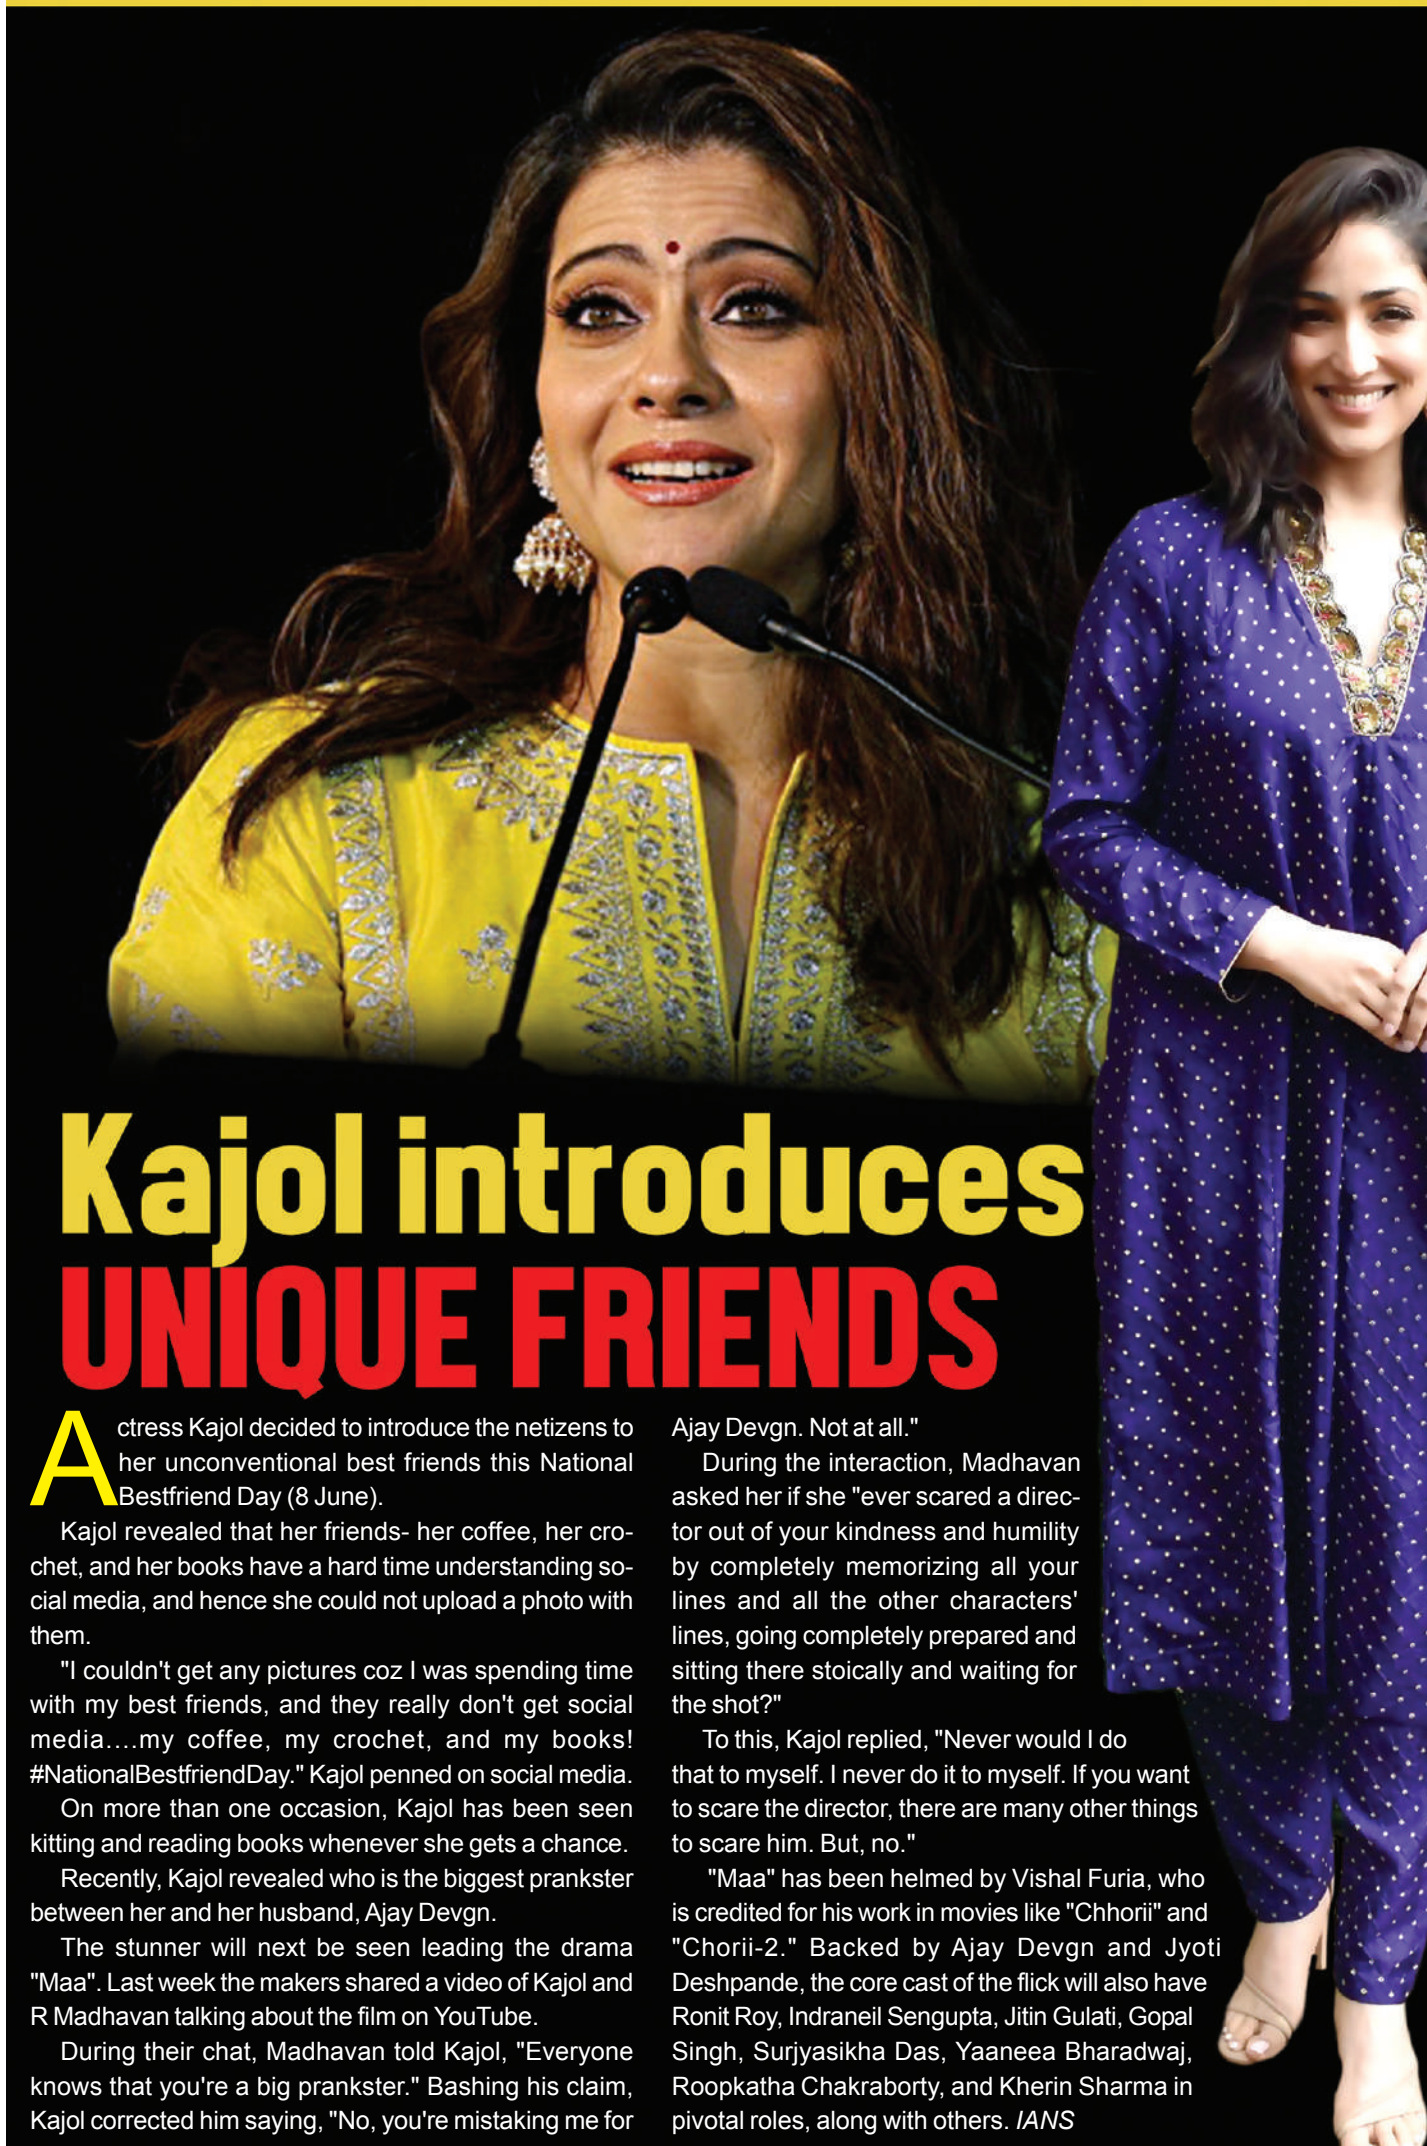 Kajol introduces
UNIQUE FRIENDS
Actress Kajol decided to introduce the netizens to
her unconventional best friends this National
Bestfriend Day (8 June).
Kajol revealed that her friends- her coffee, her cro-
chet, and her books have a hard time understanding so-
cial media, and hence she could not upload a photo with
them.
"I couldn't get any pictures coz I was spending time
with my best friends, and they really don't get social
media....my coffee, my crochet, and my books!
#NationalBestfriendDay." Kajol penned on social media.
On more than one occasion, Kajol has been seen
kitting and reading books whenever she gets a chance.
Recently, Kajol revealed who is the biggest prankster
between her and her husband, Ajay Devgn.
The stunner will next be seen leading the drama
"Maa". Last week the makers shared a video of Kajol and
R Madhavan talking about the film on YouTube.
During their chat, Madhavan told Kajol, "Everyone
knows that you're a big prankster." Bashing his claim,
Kajol corrected him saying, "No, you're mistaking me for
Ajay Devgn. Not at all."
During the interaction, Madhavan
asked her if she "ever scared a direc-
tor out of your kindness and humility
by completely memorizing all your
lines and all the other characters'
lines, going completely prepared and
sitting there stoically and waiting for
the shot?"
To this, Kajol replied, "Never would I do
that to myself. I never do it to myself. If you want
to scare the director, there are many other things
to scare him. But, no."
"Maa" has been helmed by Vishal Furia, who
is credited for his work in movies like "Chhorii" and
"Chorii-2." Backed by Ajay Devgn and Jyoti
Deshpande, the core cast of the flick will also have
Ronit Roy, Indraneil Sengupta, Jitin Gulati, Gopal
Singh, Surjyasikha Das, Yaaneea Bharadwaj,
Roopkatha Chakraborty, and Kherin Sharma in
pivotal roles, along with others. IANS